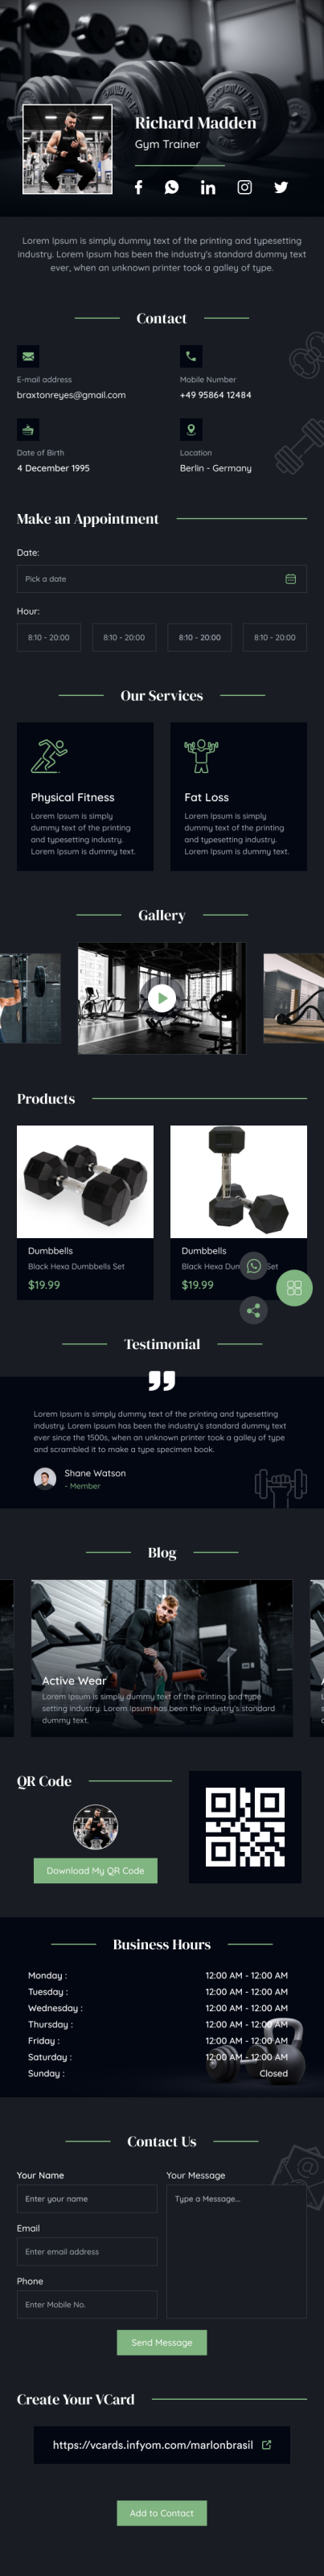 Richard Madden
Gym Trainer
Lorem Ipsum is simply dummy text of the printing and typesetting
industry. Lorem Ipsum has been the industry's standard dummy text
ever, when an unknown printer took a galley of type.
Contact
E-mail address
braxtonreyes@gmail.com
Mobile Number
+49 95864 12484
Date of Birth
4 December 1995
Location
Berlin - Germany
Make an Appointment
Date:
Pick a date
Hour:
8:10 - 20:00
8:10 - 20:00
8:10 - 20:00
8:10 - 20:00
Our Services
Physical Fitness
Lorem Ipsum is simply
dummy text of the printing
and typesetting industry.
Lorem Ipsum is dummy text.
Fat Loss
Lorem Ipsum is simply
dummy text of the printing
and typesetting industry.
Lorem Ipsum is dummy text.
Gallery
Products
Dumbbells
Black Hexa Dumbbells Set
$19.99
Dumbbells
Black Hexa Set
$19.99
Testimonial
Lorem Ipsum is simply dummy text of the printing and typesetting
industry. Lorem Ipsum has been the industry's standard dummy text
ever since the 1500s, when an unknown printer took a galley of type
and scrambled it to make a type specimen book.
Shane Watson
- Member
Blog
Active Wear
Lorem Ipsum is simply dummy text of the printing and type
setting industry. Lorem Ipsum has been the industry's standard
dummy text.
QR Code
Download My QR Code
Business Hours
Monday : 12:00 AM - 12:00 AM
Tuesday : 12:00 AM - 12:00 AM
Wednesday : 12:00 AM - 12:00 AM
Thursday : 12:00 AM - 12:00 AM
Friday : 12:00 AM - 12:00 AM
Saturday : 12:00 AM - 12:00 AM
Sunday : Closed
Contact Us
Your Name
Enter your name
Email
Enter email address
Phone
Enter Mobile No.
Your Message
Type a Message...
Send Message
Create Your VCard
https://vcards.infyom.com/marlonbrasil
Add to Contact